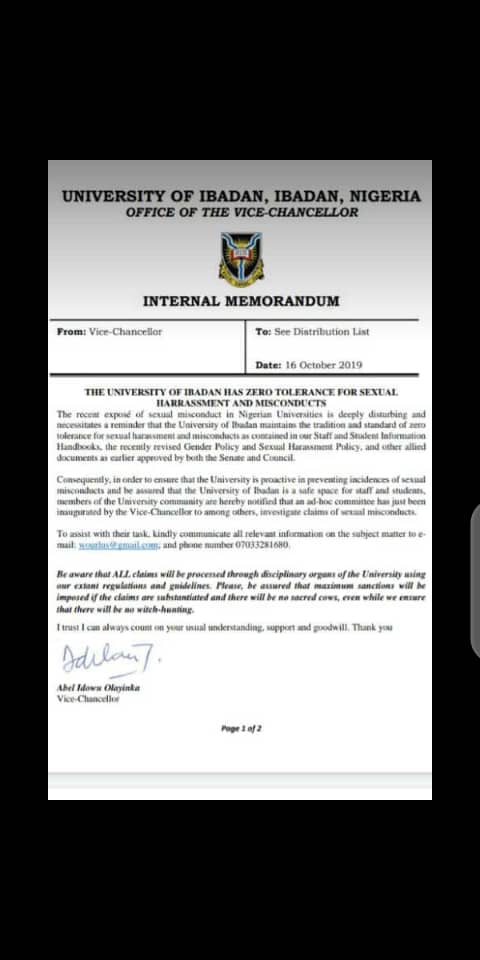 UNIVERSITY OF IBADAN, IBADAN, NIGERIA
OFFICE OF THE VICE-CHANCELLOR
INTERNAL MEMORANDUM
From: Vice-Chancellor
To: See Distribution List
Date: 16 October 2019
THE UNIVERSITY OF IBADAN HAS ZERO TOLERANCE FOR SEXUAL
HARRASSMENT AND MISCONDUCTS
The recent exposé of sexual misconduct in Nigerian Universities is deeply disturbing and
necessitates a reminder that the University of Ibadan maintains the tradition and standard of zero
tolerance for sexual harassment and misconducts as contained in our Staff and Student Information
Handbooks, the recently revised Gender Policy and Sexual Harassment Policy, and other allied
documents as earlier approved by both the Senate and Council.
Consequently, in order to ensure that the University is proactive in preventing incidences of sexual
misconducts and be assured that the University of Ibadan is a safe space for staff and students,
members of the University community are hereby notified that an ad-hoc committee has just been
inaugurated by the Vice-Chancellor to among others, investigate claims of sexual misconducts.
To assist with their task, kindly communicate all relevant information on the subject matter to e-
mail: wourlus@gmail.com; and phone number 07033281680.
Be aware that ALL claims will be processed through disciplinary organs of the University using
our extant regulations and guidelines. Please, be assured that maximum sanctions will be
imposed if the claims are substantiated and there will be no sacred cows, even while we ensure
that there will be no witch-hunting.
I trust I can always count on your usual understanding, support and goodwill. Thank you
Abel Idowu Olayinka
Vice-Chancellor
Page 1 of 2